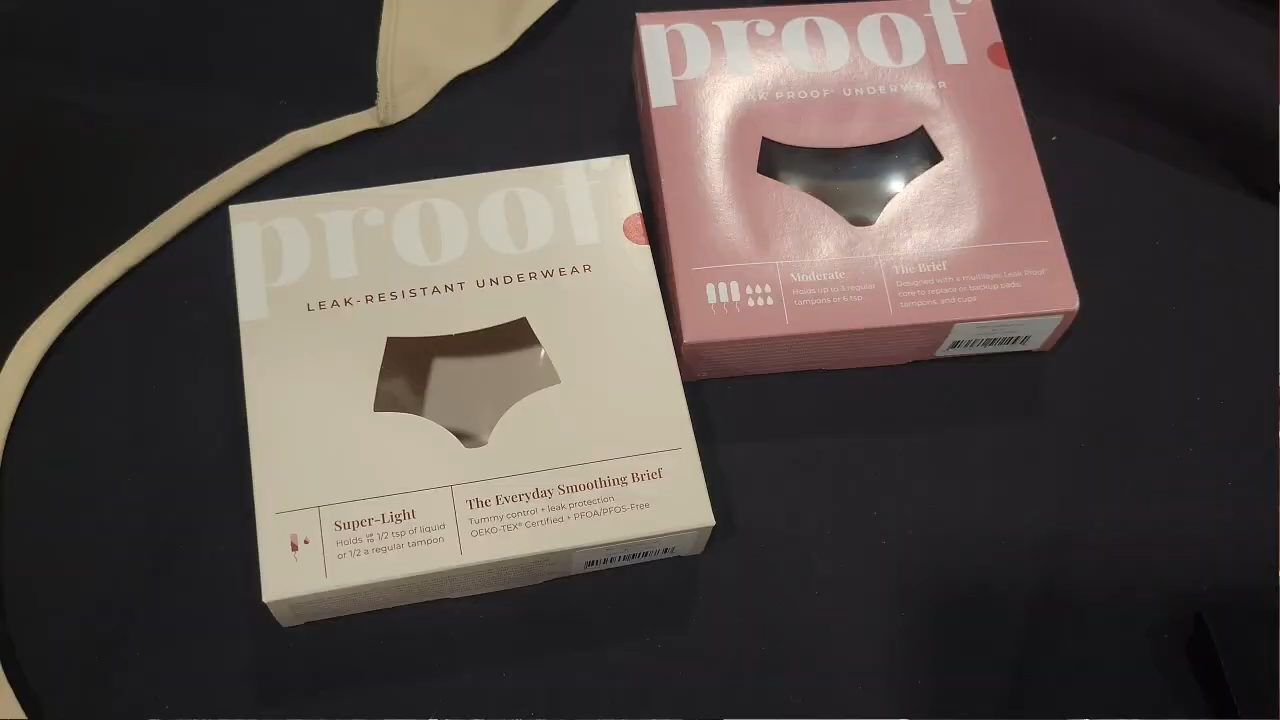 proof
LEAK-RESISTANT UNDERWEAR
Super-Light
Holds UP TO 1/2 tsp of liquid
or 1/2 a regular tampon
The Everyday Smoothing Brief
Tummy control + leak protection
OEKO-TEX® Certified + PFOA/PFOS-Free
proof
PROOF® UNDERWEAR
Moderate
Holds up to 3 regular
tampons or 6 tsp
The Brief
Designed with a multilayer Leak Proof™
core to replace or backup pads,
tampons, and cups